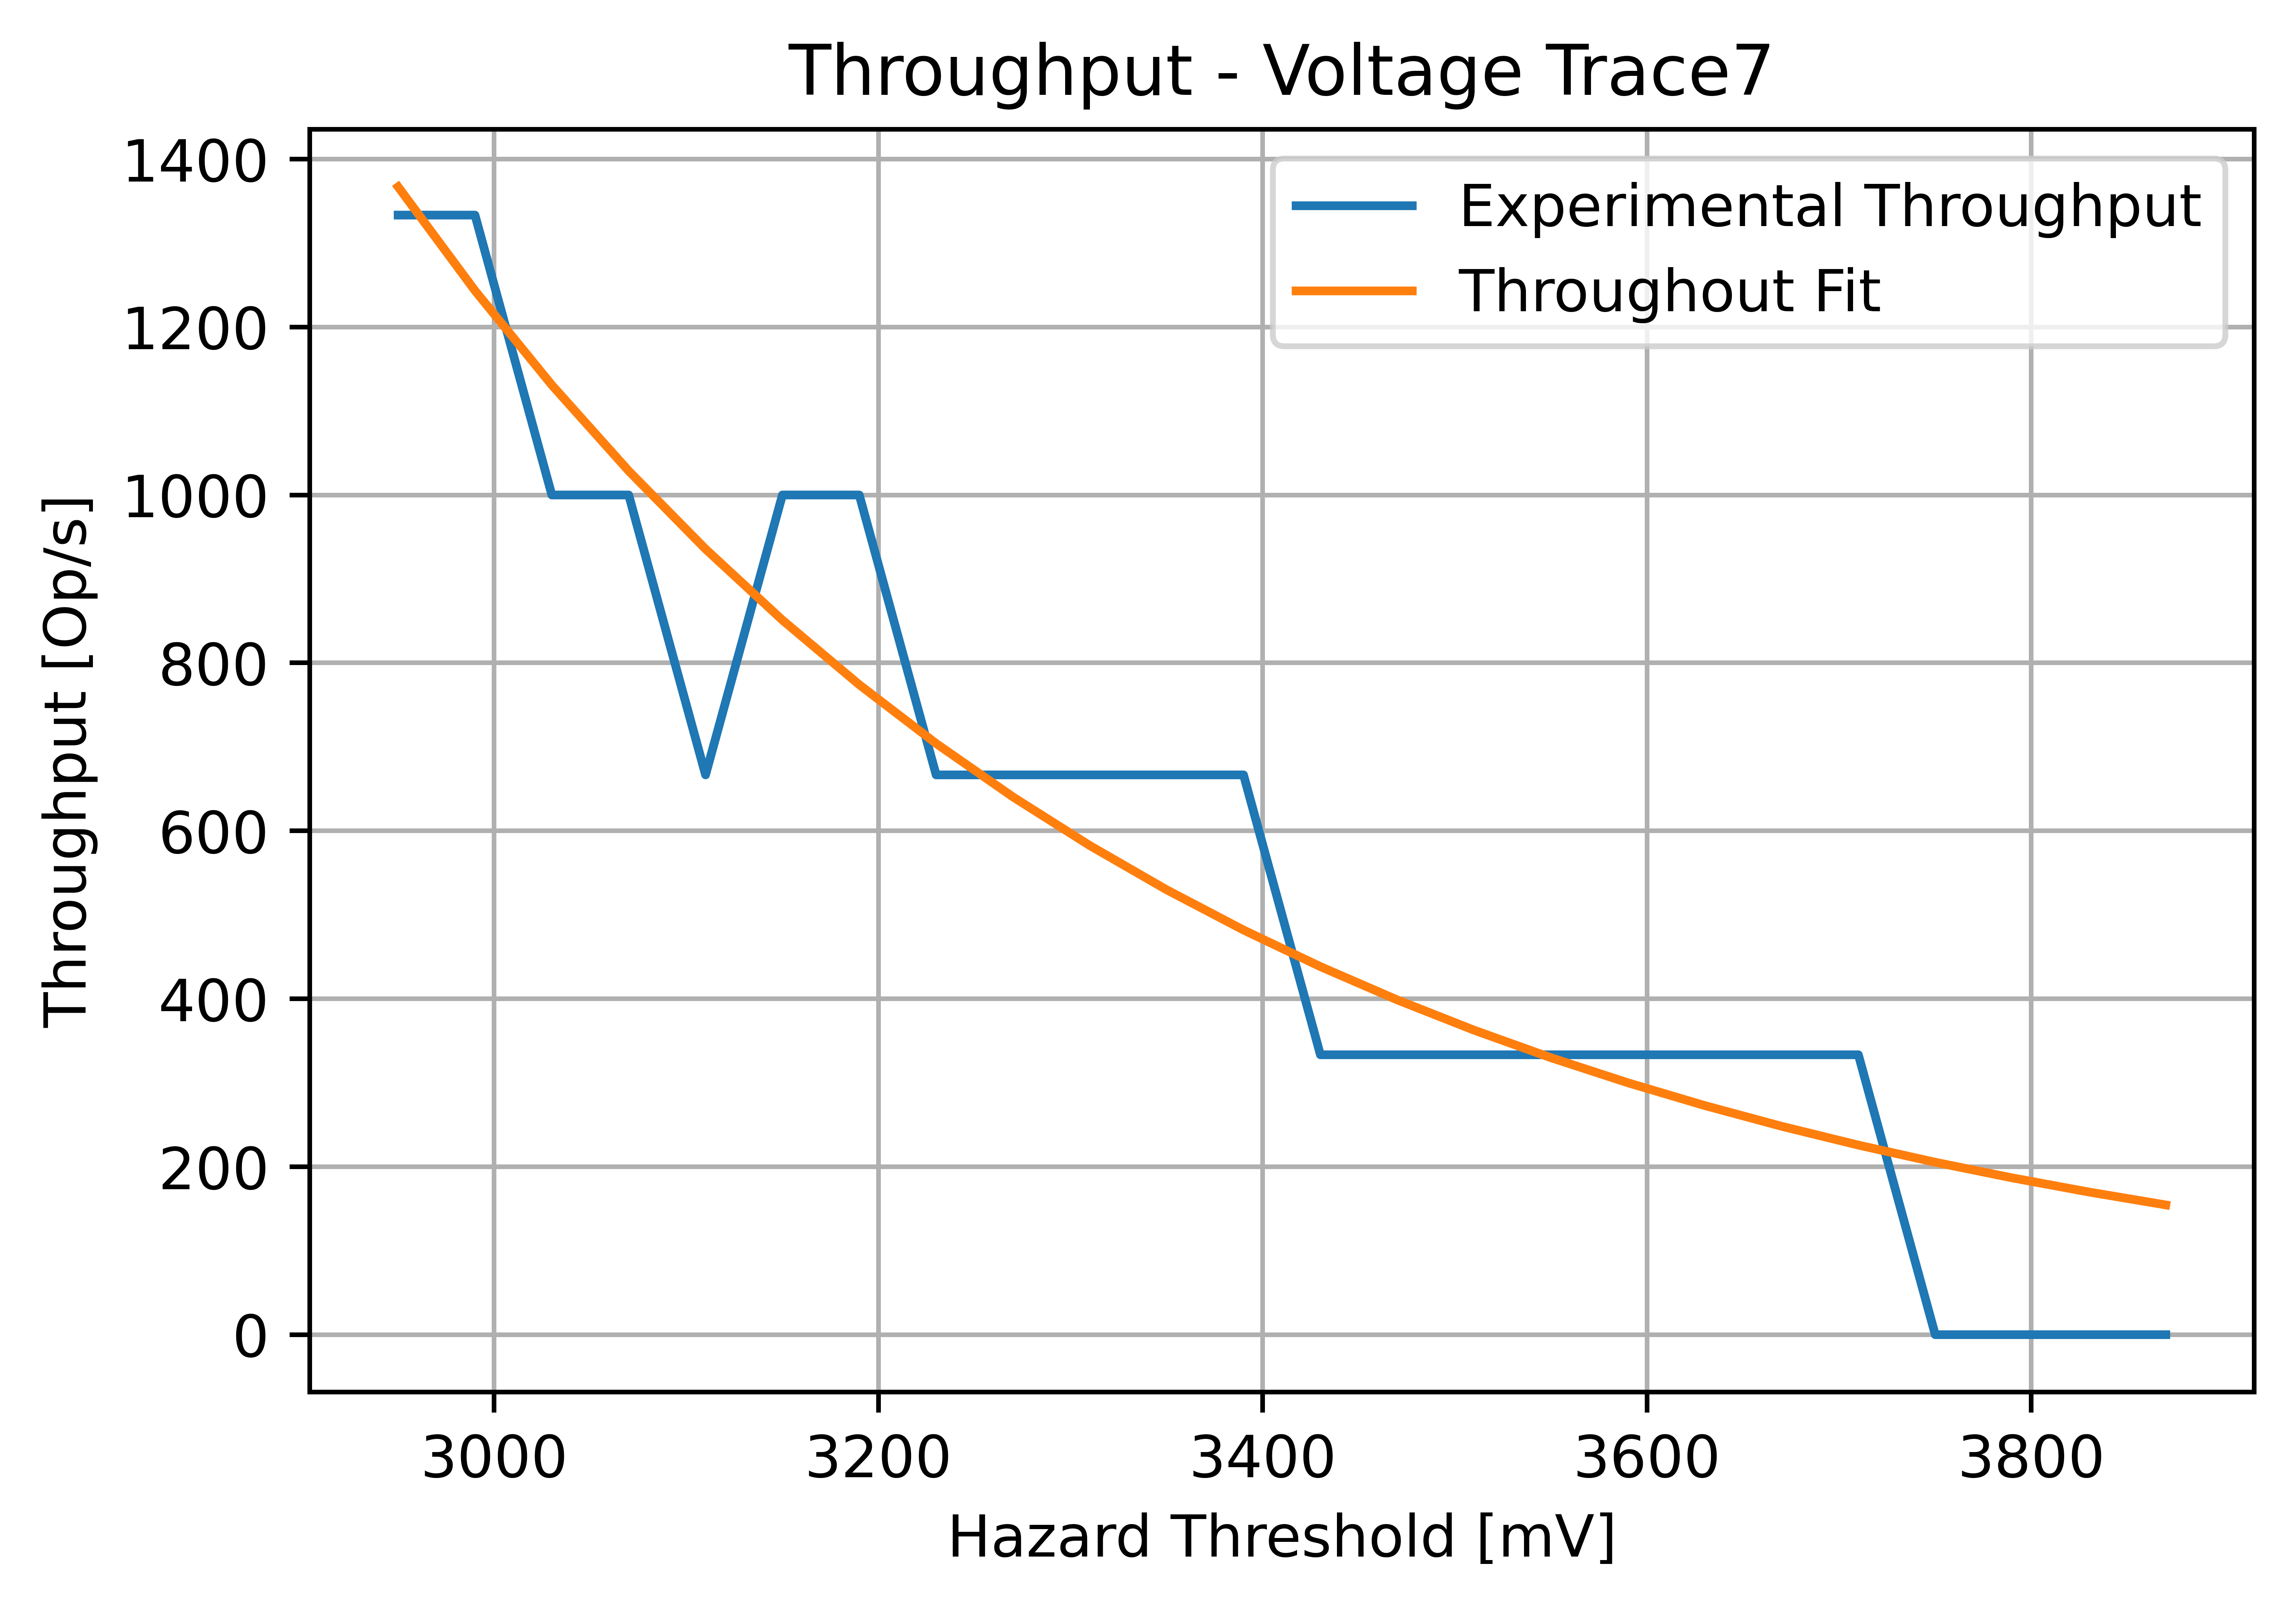 Throughput - Voltage Trace7
Experimental Throughput
Throughout Fit
Throughput [Op/s]
1400
1200
1000
800
600
400
200
0
3000 3200 3400 3600 3800
Hazard Threshold [mV]